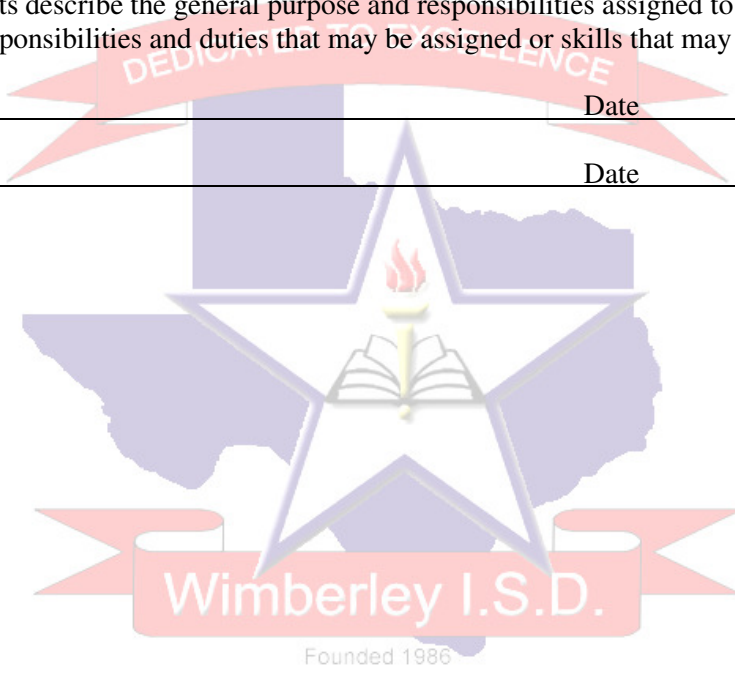 ts describe the general purpose and responsibilities assigned to
ponsibilities and duties that may be assigned or skills that may
DEDICATED TO EXCELLENCE
Date
Date
Wimberley I.S.D.
Founded 1986